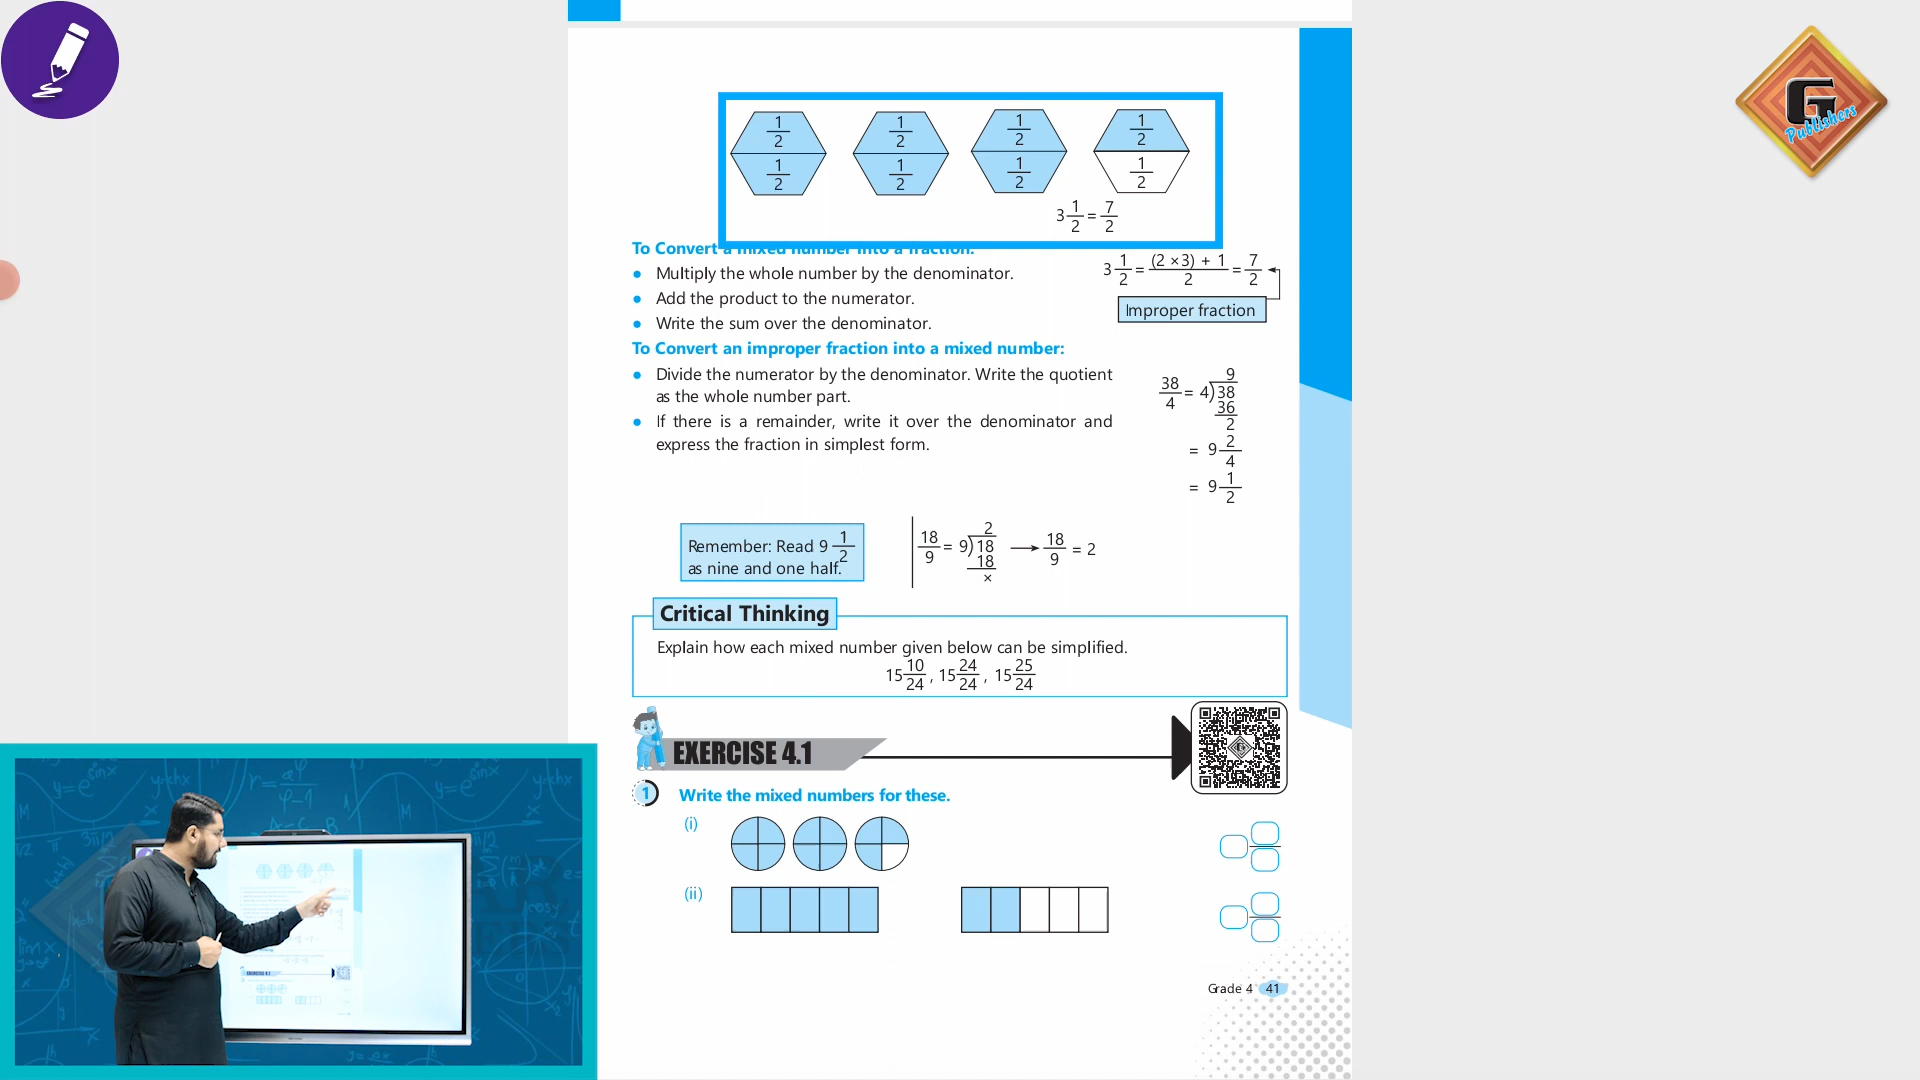 G
Publishers
1/2 1/2 1/2 1/2
1/2 1/2 1/2 1/2
3 1/2 = 7/2
To Convert a mixed number into a fraction:
● Multiply the whole number by the denominator.
● Add the product to the numerator.
● Write the sum over the denominator.
3 1/2 = (2 ×3) + 1/2 = 7/2
Improper fraction
To Convert an improper fraction into a mixed number:
● Divide the numerator by the denominator. Write the quotient
as the whole number part.
● If there is a remainder, write it over the denominator and
express the fraction in simplest form.
9
38/4 = 4)38
36
2
= 9 2/4
= 9 1/2
Remember: Read 9 1/2
as nine and one half.
2
18/9 = 9)18 → 18/9 = 2
18
×
Critical Thinking
Explain how each mixed number given below can be simplified.
15 10/24 , 15 24/24 , 15 25/24
EXERCISE 4.1
1 Write the mixed numbers for these.
(i)
(ii)
Grade 4 41